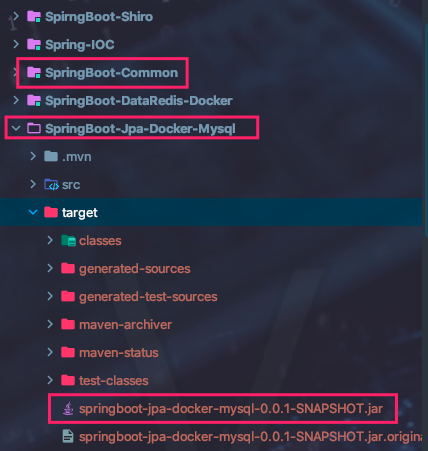 SpirngBoot-Shiro
Spring-IOC
SpringBoot-Common
SpringBoot-DataRedis-Docker
SpringBoot-Jpa-Docker-Mysql
.mvn
src
target
classes
generated-sources
generated-test-sources
maven-archiver
maven-status
test-classes
springboot-jpa-docker-mysql-0.0.1-SNAPSHOT.jar
springboot-jpa-docker-mysql-0.0.1-SNAPSHOT.jar.origina